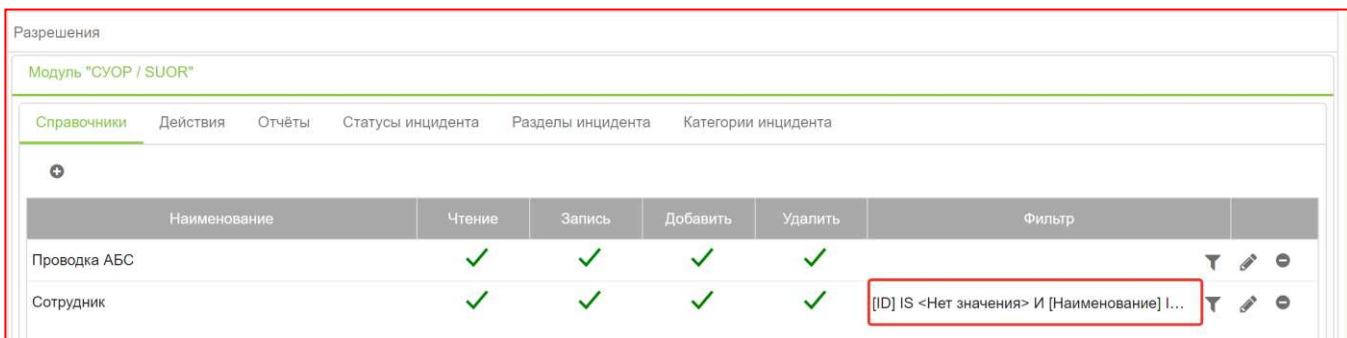 Разрешения
Модуль "СУОР / SUOR"
Справочники Действия Отчёты Статусы инцидента Разделы инцидента Категории инцидента
Наименование Чтение Запись Добавить Удалить Фильтр
Проводка АБС
Сотрудник [ID] IS <Нет значения> И [Наименование] I...